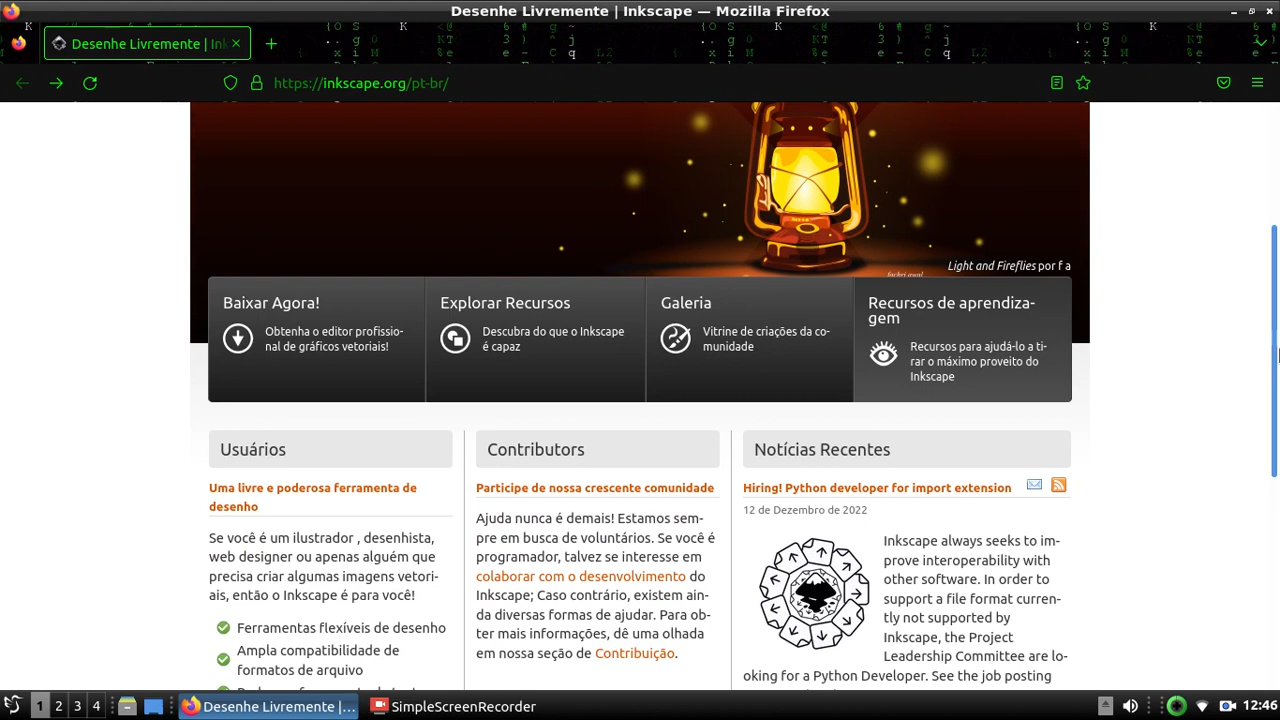 Desenhe Livremente | Inkscape — Mozilla Firefox
Desenhe Livremente | Ink
https://inkscape.org/pt-br/
Light and Fireflies por f a
Baixar Agora!
Obtenha o editor profissio-
nal de gráficos vetoriais!
Explorar Recursos
Descubra do que o Inkscape
é capaz
Galeria
Vitrine de criações da co-
munidade
Recursos de aprendiza-
gem
Recursos para ajudá-lo a ti-
rar o máximo proveito do
Inkscape
Usuários
Uma livre e poderosa ferramenta de
desenho
Se você é um ilustrador , desenhista,
web designer ou apenas alguém que
precisa criar algumas imagens vetori-
ais, então o Inkscape é para você!
Ferramentas flexíveis de desenho
Ampla compatibilidade de
formatos de arquivo
Contributors
Participe de nossa crescente comunidade
Ajuda nunca é demais! Estamos sem-
pre em busca de voluntários. Se você é
programador, talvez se interesse em
colaborar com o desenvolvimento do
Inkscape; Caso contrário, existem ain-
da diversas formas de ajudar. Para ob-
ter mais informações, dê uma olhada
em nossa seção de Contribuição.
Notícias Recentes
Hiring! Python developer for import extension
12 de Dezembro de 2022
Inkscape always seeks to im-
prove interoperability with
other software. In order to
support a file format curren-
tly not supported by
Inkscape, the Project
Leadership Committee are lo-
oking for a Python Developer. See the job posting
1 2 3 4
Desenhe Livremente |...
SimpleScreenRecorder
12:46